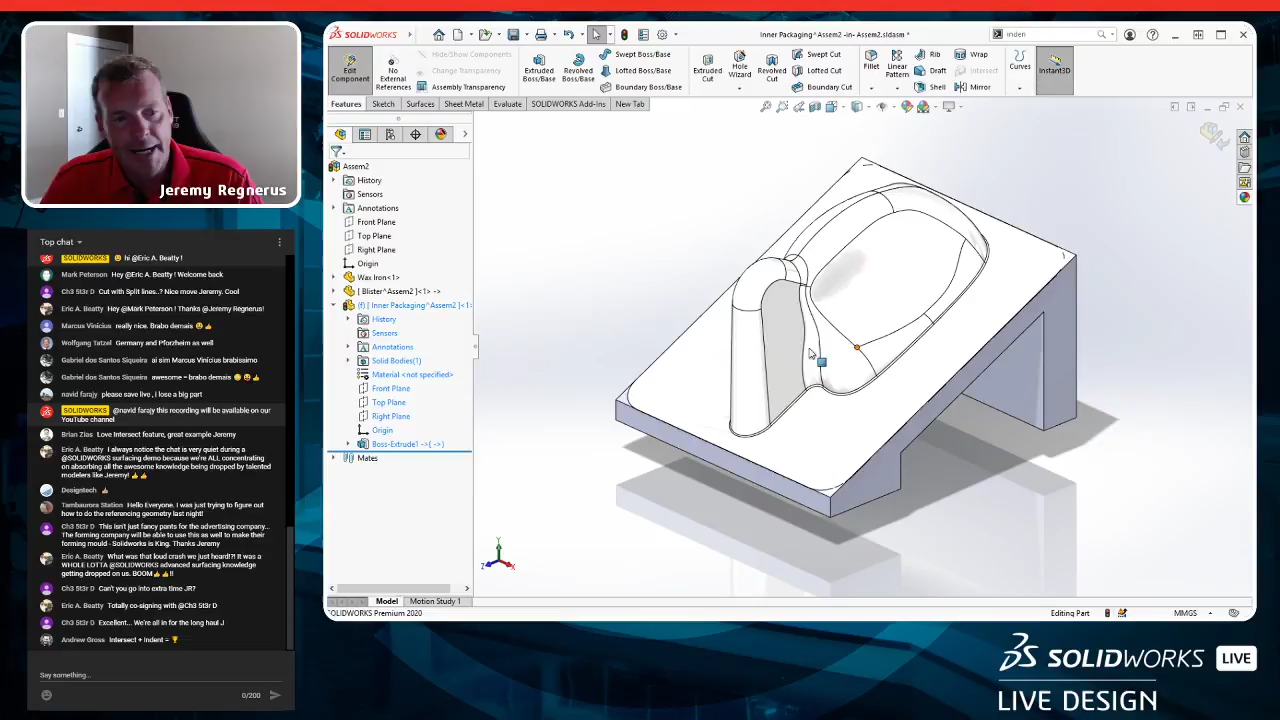 Jeremy Regnerus
Top chat
SOLIDWORKS hi @Eric A. Beatty !
Mark Peterson Hey @Eric A. Beatty ! Welcome back
Ch3 5t3r D Cut with Split lines..? Nice move Jeremy. Cool
Eric A. Beatty Hey @Mark Peterson ! Thanks @Jeremy Regnerus!
Marcus Vinícius really nice. Brabo demais
Wolfgang Tatzel Germany and Pforzheim as well
Gabriel dos Santos Siqueira ai sim Marcus Vinícius brabissimo
Gabriel dos Santos Siqueira awesome = brabo demais
navid farajy please save live , i lose a big part
SOLIDWORKS @navid farajy this recording will be available on our
YouTube channel
Brian Zias Love Intersect feature, great example Jeremy
Eric A. Beatty I always notice the chat is very quiet during a
@SOLIDWORKS surfacing demo because we're ALL concentrating
on absorbing all the awesome knowledge being dropped by talented
modelers like Jeremy!
Designtech
Tambaurora Station Hello Everyone. I was just trying to figure out
how to do the referencing geometry last night!
Ch3 5t3r D This isn't just fancy pants for the advertising company...
The forming company will be able to use this as well to make their
forming mould - Solidworks is King. Thanks Jeremy
Eric A. Beatty What was that loud crash we just heard!?! It was a
WHOLE LOTTA @SOLIDWORKS advanced surfacing knowledge
getting dropped on us. BOOM !!
Ch3 5t3r D Can't you go into extra time JR?
Eric A. Beatty Totally co-signing with @Ch3 5t3r D
Ch3 5t3r D Excellent... We're all in for the long haul J
Andrew Gross Intersect + Indent =
Say something...
0/200
SOLIDWORKS
Inner Packaging^Assem2 -in- Assem2.sldasm *
inden
Edit Component
No External References
Hide/Show Components
Change Transparency
Assembly Transparency
Extruded Boss/Base
Revolved Boss/Base
Swept Boss/Base
Lofted Boss/Base
Boundary Boss/Base
Extruded Cut
Hole Wizard
Revolved Cut
Swept Cut
Lofted Cut
Boundary Cut
Fillet
Linear Pattern
Rib
Draft
Shell
Wrap
Intersect
Mirror
Curves
Instant3D
Features
Sketch
Surfaces
Sheet Metal
Evaluate
SOLIDWORKS Add-Ins
New Tab
Assem2
History
Sensors
Annotations
Front Plane
Top Plane
Right Plane
Origin
Wax Iron<1>
[ Blister^Assem2 ]<1> ->
(f) [ Inner Packaging^Assem2 ]<1>
History
Sensors
Annotations
Solid Bodies(1)
Material <not specified>
Front Plane
Top Plane
Right Plane
Origin
Boss-Extrude1 ->{ ->}
Mates
Y
Z
X
Model
Motion Study 1
SOLIDWORKS Premium 2020
Editing Part
MMGS
SOLIDWORKS LIVE
LIVE DESIGN